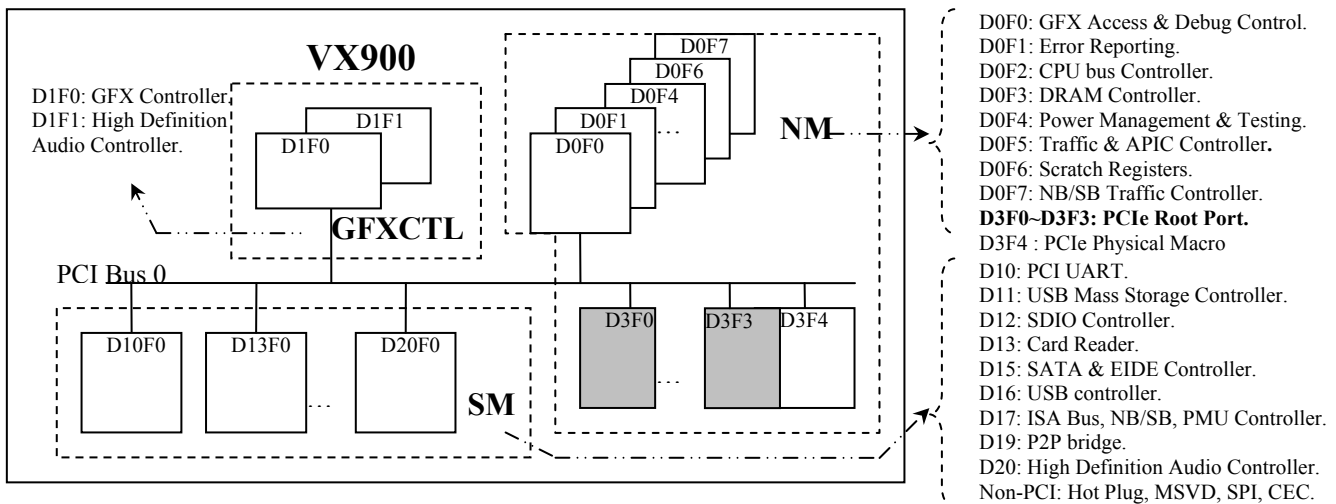 VX900
D1F0: GFX Controller.
D1F1: High Definition
Audio Controller.
D1F1
D1F0
GFXCTL
D0F7
D0F6
D0F4
...
D0F1
D0F0
NM
PCI Bus 0
D10F0
D13F0
...
D20F0
SM
D3F0
...
D3F3
D3F4
D0F0: GFX Access & Debug Control.
D0F1: Error Reporting.
D0F2: CPU bus Controller.
D0F3: DRAM Controller.
D0F4: Power Management & Testing.
D0F5: Traffic & APIC Controller.
D0F6: Scratch Registers.
D0F7: NB/SB Traffic Controller.
D3F0~D3F3: PCIe Root Port.
D3F4 : PCIe Physical Macro
D10: PCI UART.
D11: USB Mass Storage Controller.
D12: SDIO Controller.
D13: Card Reader.
D15: SATA & EIDE Controller.
D16: USB controller.
D17: ISA Bus, NB/SB, PMU Controller.
D19: P2P bridge.
D20: High Definition Audio Controller.
Non-PCI: Hot Plug, MSVD, SPI, CEC.